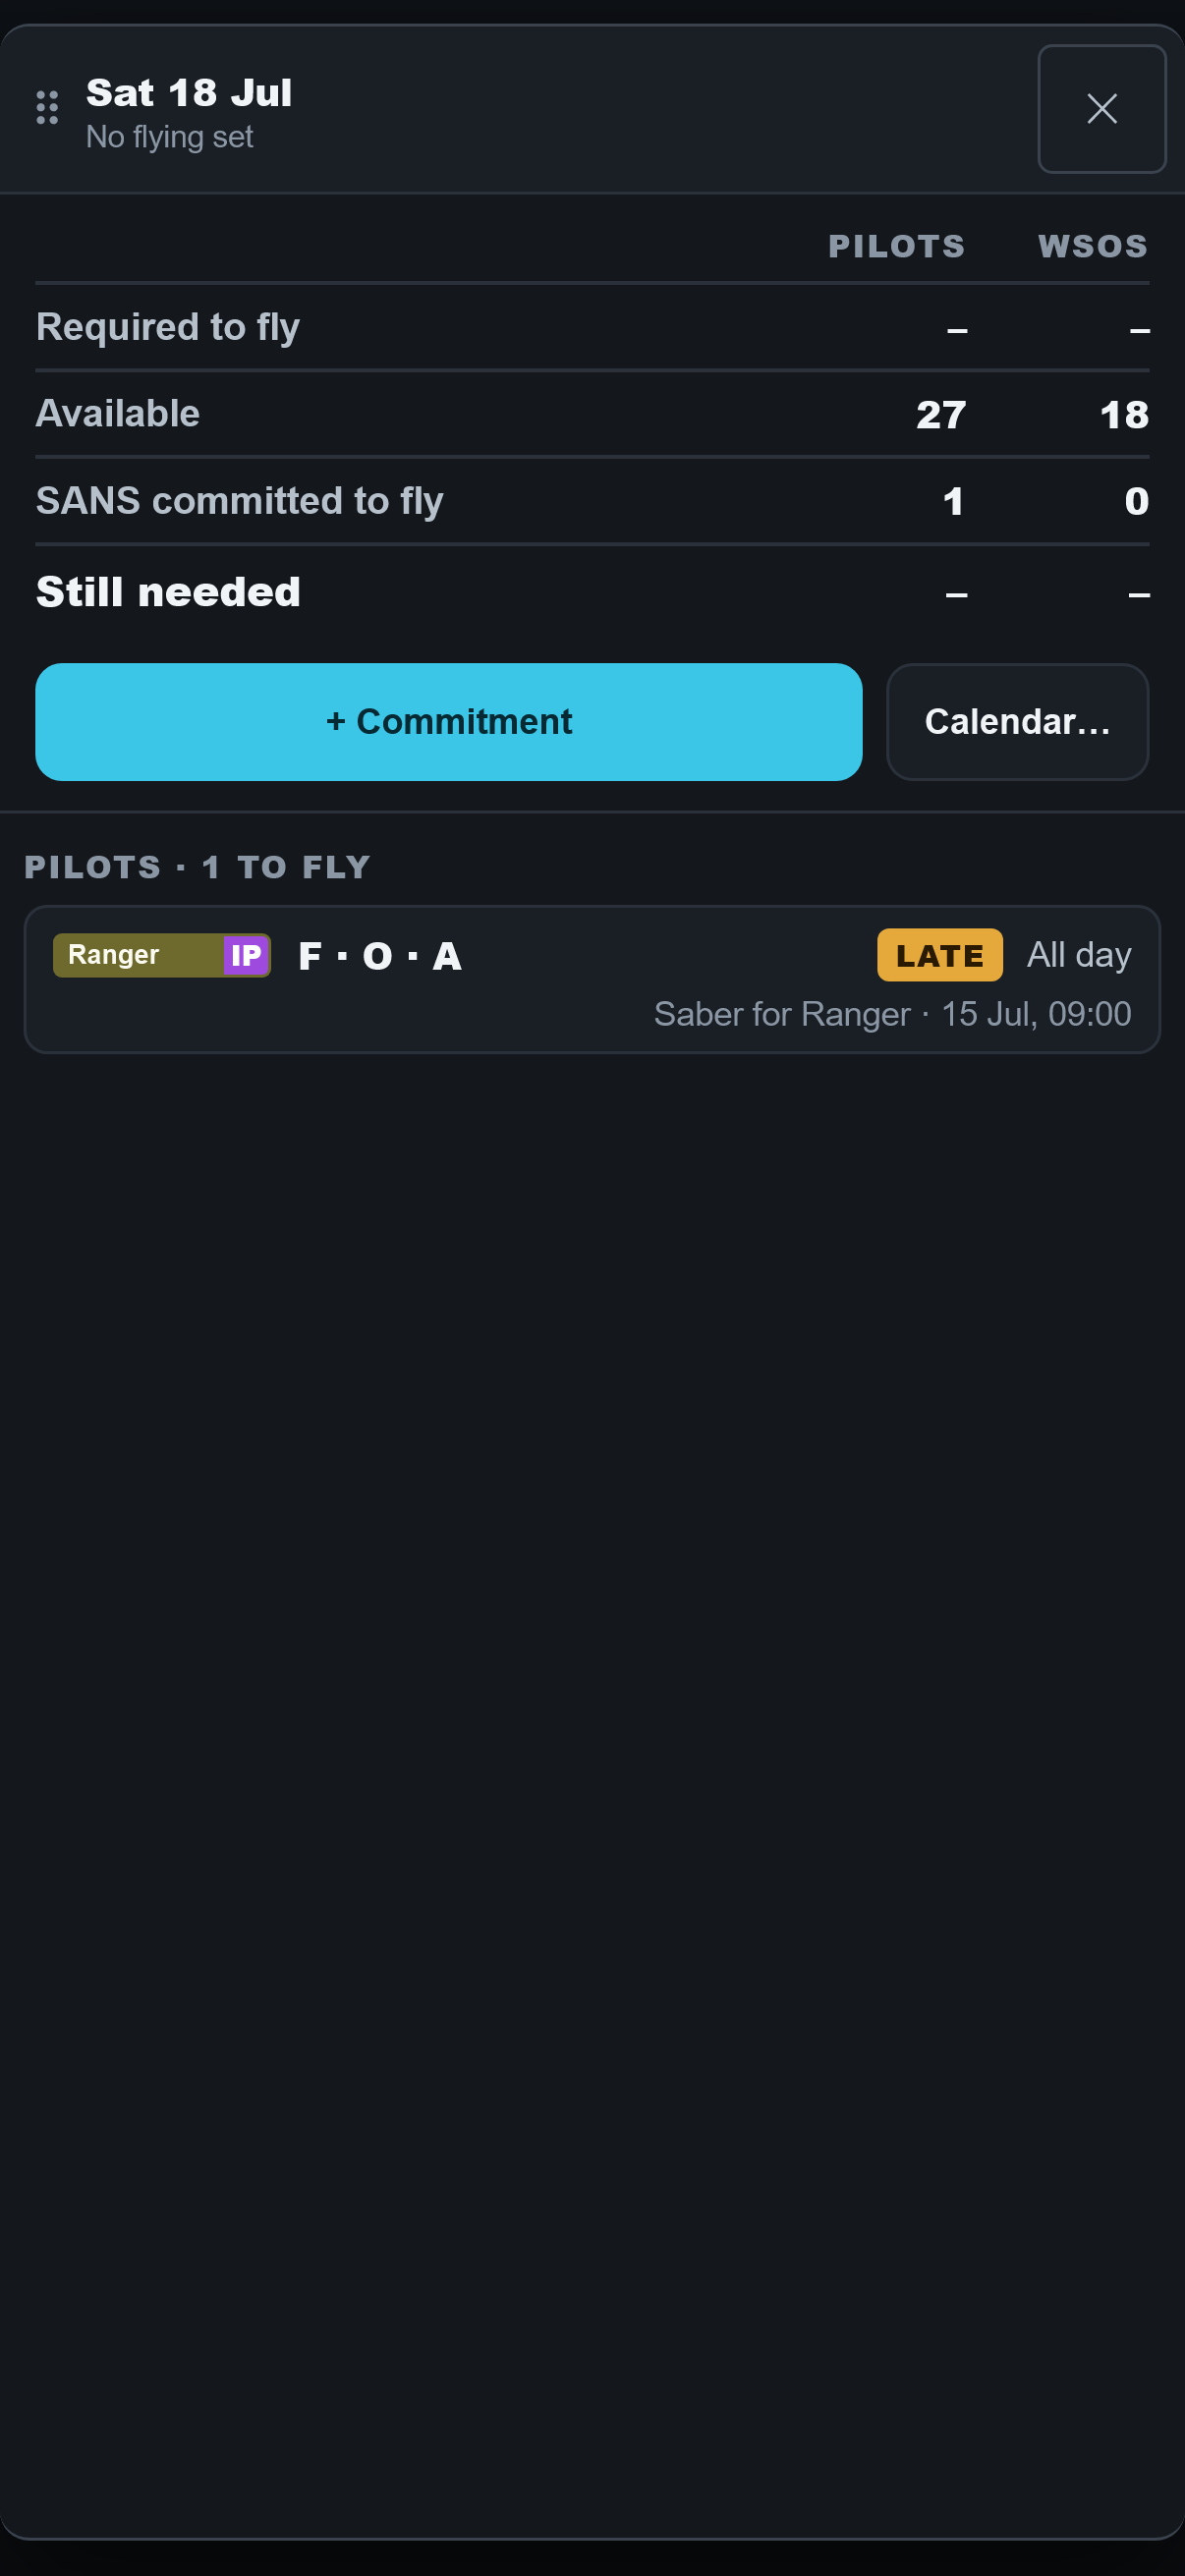 Sat 18 Jul
No flying set
PILOTS WSOS
Required to fly – –
Available 27 18
SANS committed to fly 1 0
Still needed – –
+ Commitment Calendar...
PILOTS · 1 TO FLY
Ranger IP F · O · A LATE All day
Saber for Ranger · 15 Jul, 09:00